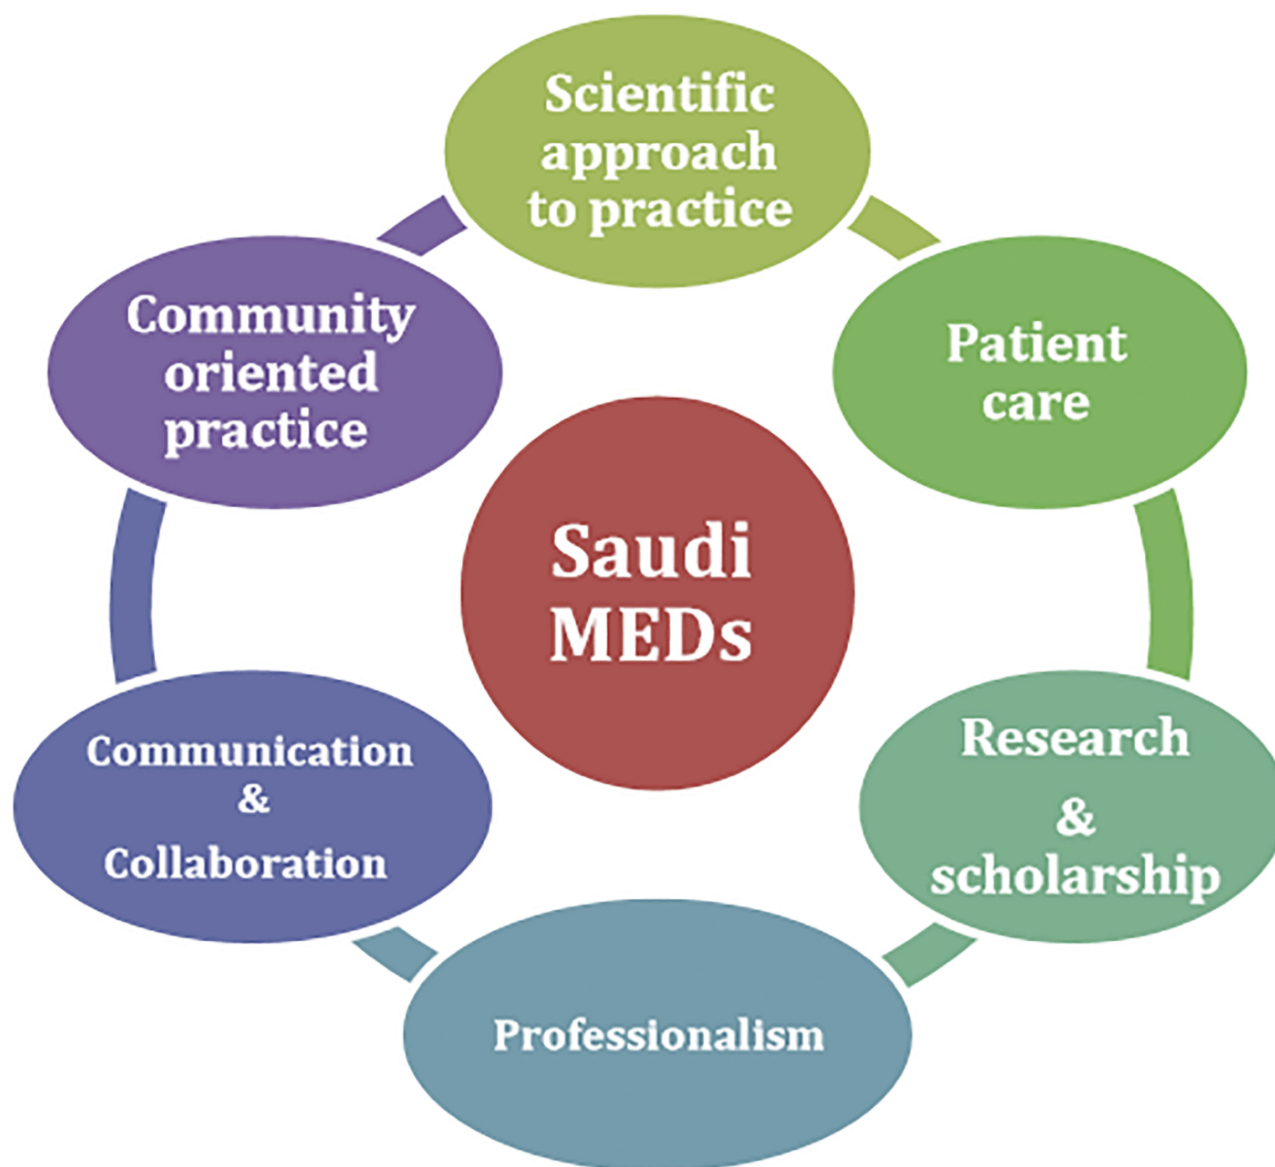 Scientific
approach
to practice
Community
oriented
practice
Patient
care
Saudi
MEDs
Communication
&
Collaboration
Research
&
scholarship
Professionalism